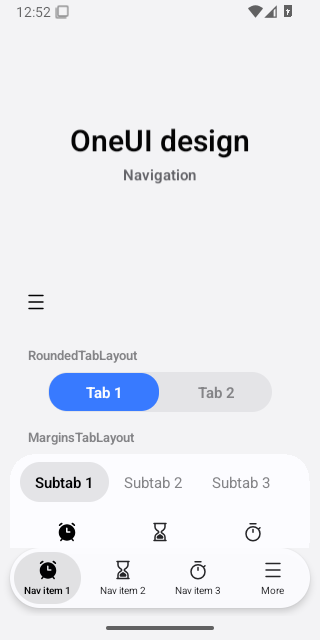 12:52
OneUI design
Navigation
RoundedTabLayout
Tab 1 Tab 2
MarginsTabLayout
Subtab 1 Subtab 2 Subtab 3
Nav item 1 Nav item 2 Nav item 3 More